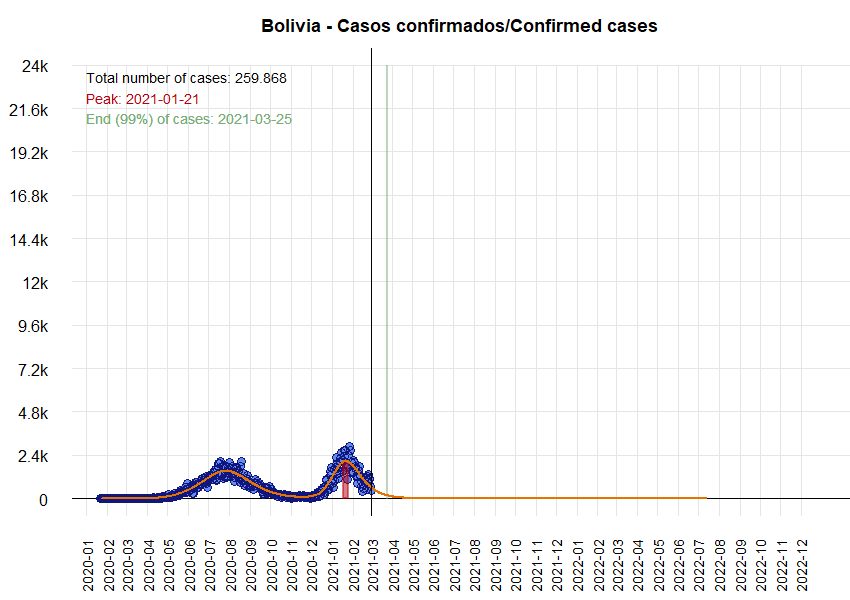 Bolivia - Casos confirmados/Confirmed cases
Total number of cases: 259.868
Peak: 2021-01-21
End (99%) of cases: 2021-03-25
24k
21.6k
19.2k
16.8k
14.4k
12k
9.6k
7.2k
4.8k
2.4k
0
2020-01
2020-02
2020-03
2020-04
2020-05
2020-06
2020-07
2020-08
2020-09
2020-10
2020-11
2020-12
2021-01
2021-02
2021-03
2021-04
2021-05
2021-06
2021-07
2021-08
2021-09
2021-10
2021-11
2021-12
2022-01
2022-02
2022-03
2022-04
2022-05
2022-06
2022-07
2022-08
2022-09
2022-10
2022-11
2022-12